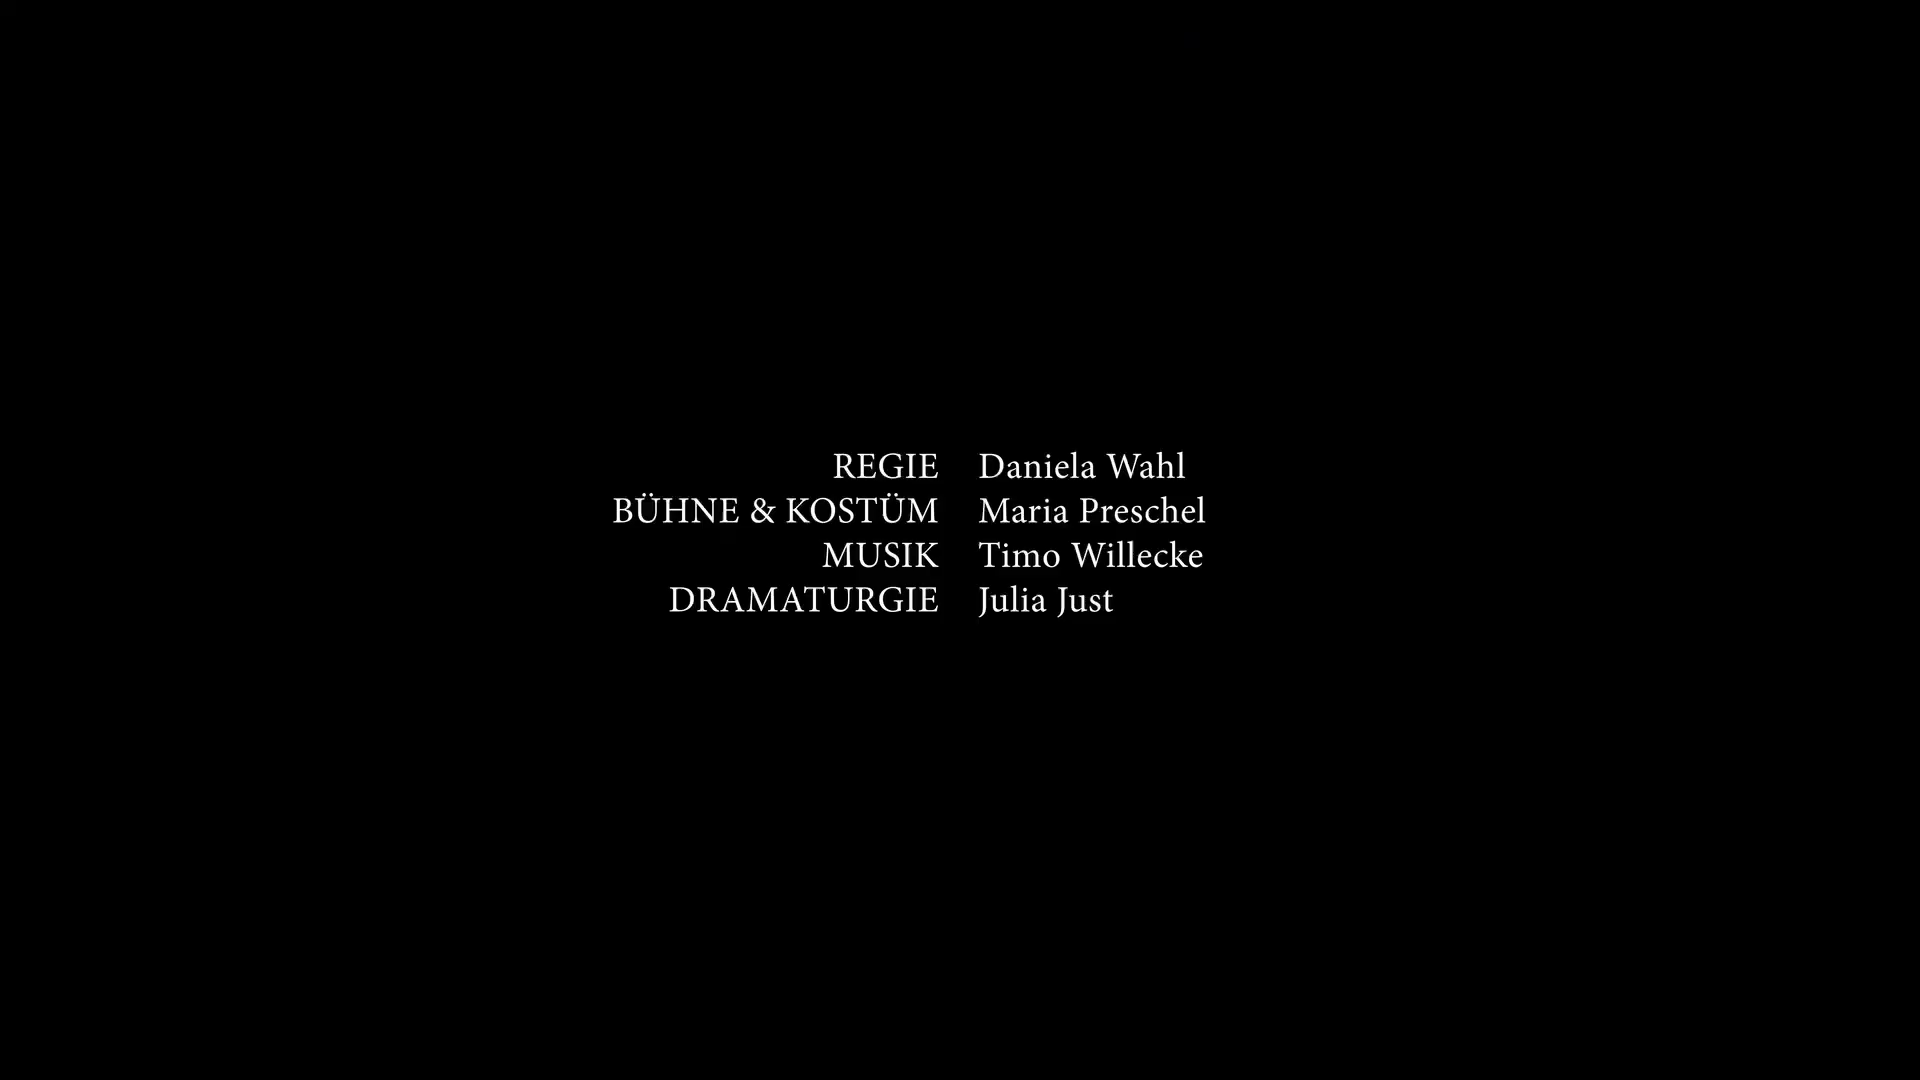 REGIE Daniela Wahl
BÜHNE & KOSTÜM Maria Preschel
MUSIK Timo Willecke
DRAMATURGIE Julia Just